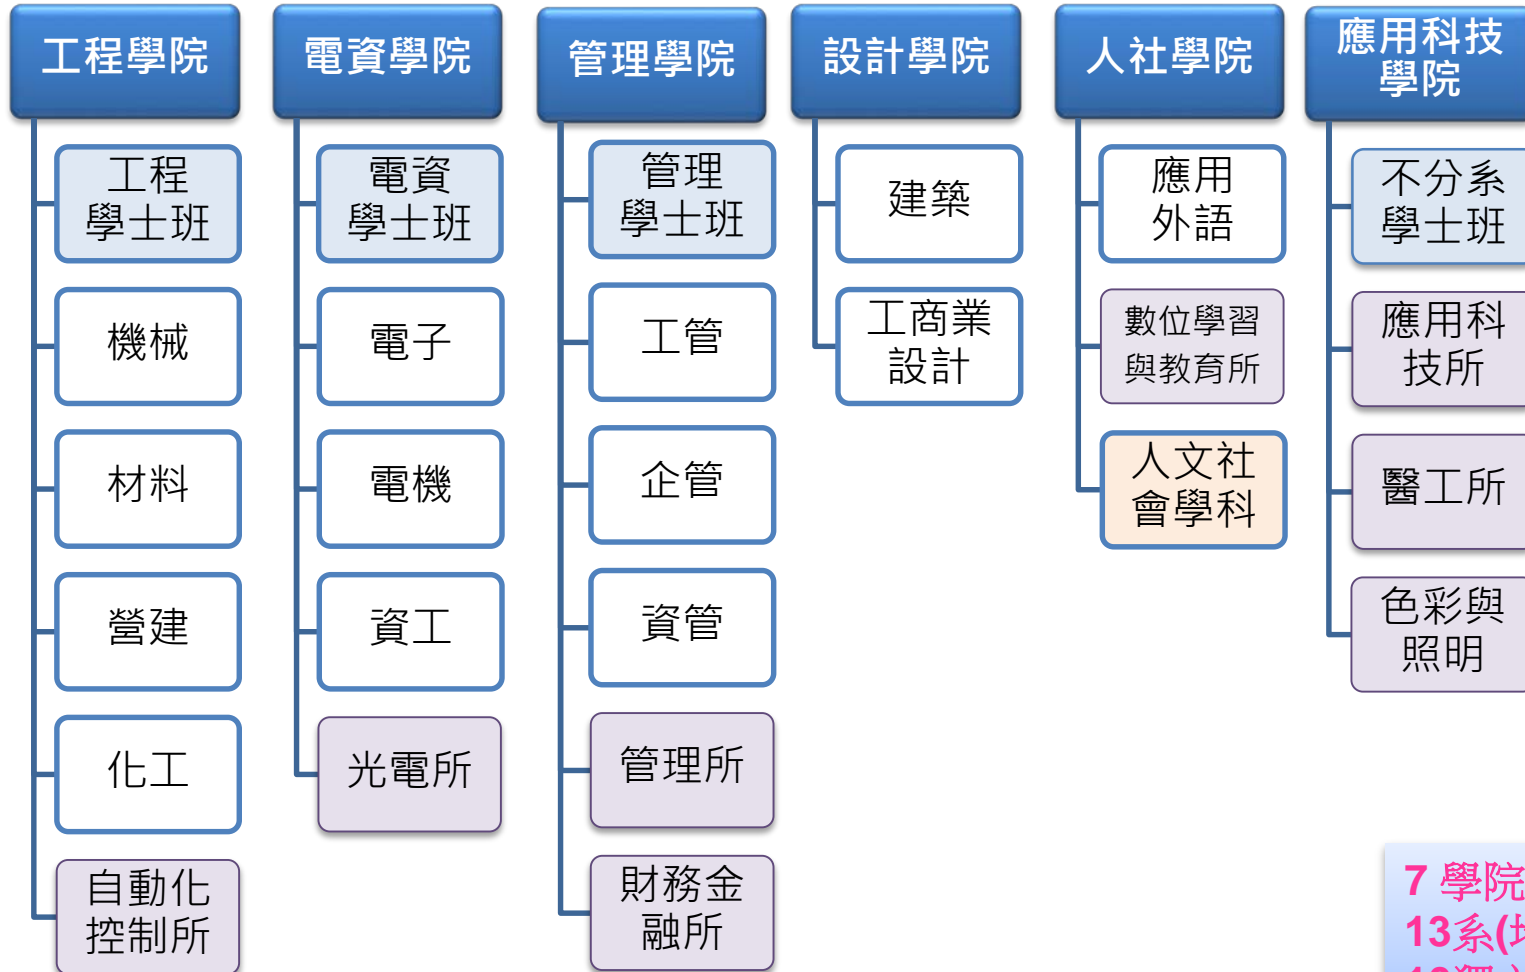 工程學院
工程
學士班
機械
材料
營建
化工
自動化
控制所
電資學院
電資
學士班
電子
電機
資工
光電所
管理學院
管理
學士班
工管
企管
資管
管理所
財務金
融所
設計學院
建築
工商業
設計
人社學院
應用
外語
數位學習
與教育所
人文社
會學科
應用科技
學院
不分系
學士班
應用科
技所
醫工所
色彩與
照明
7 學院
13系(